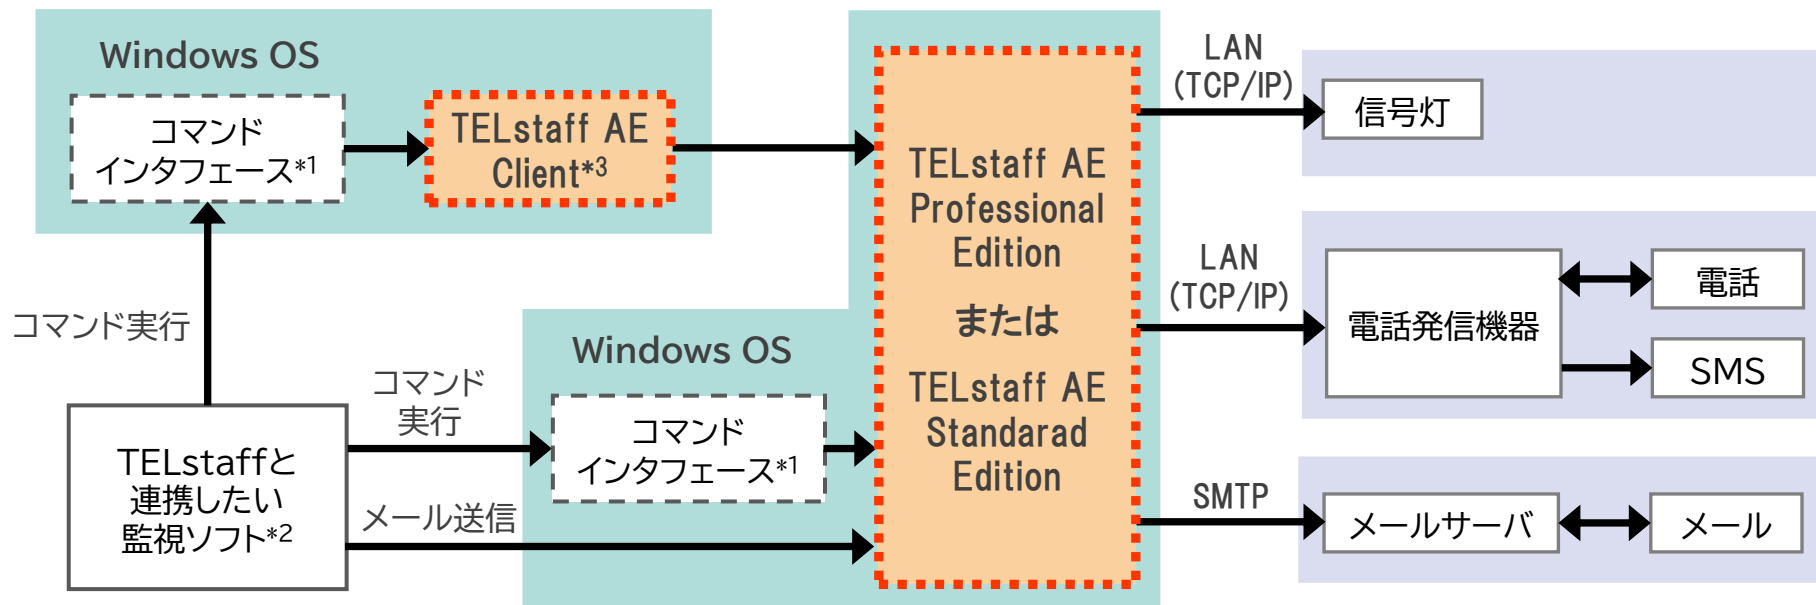 Windows OS
コマンド
インタフェース*1
TELstaff AE
Client*3
コマンド実行
TELstaffと
連携したい
監視ソフト*2
コマンド
実行
メール送信
Windows OS
コマンド
インタフェース*1
TELstaff AE
Professional
Edition
または
TELstaff AE
Standarad
Edition
LAN
(TCP/IP)
信号灯
LAN
(TCP/IP)
電話発信機器
電話
SMS
SMTP
メールサーバ
メール